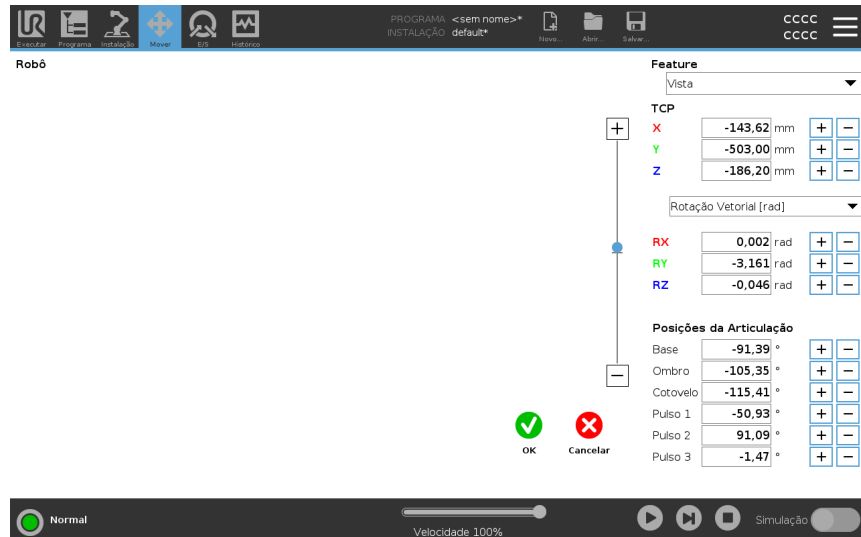 UR
PROGRAMA <sem nome>*
INSTALAÇÃO default*
cccc
cccc
Executar Programa Instalação Mover E/S Histórico Novo... Abrir... Salvar...
Robô
Feature
Vista
TCP
X -143,62 mm + −
Y -503,00 mm + −
Z -186,20 mm + −
Rotação Vetorial [rad]
RX 0,002 rad + −
RY -3,161 rad + −
RZ -0,046 rad + −
Posições da Articulação
Base -91,39 ° + −
Ombro -105,35 ° + −
Cotovelo -115,41 ° + −
Pulso 1 -50,93 ° + −
Pulso 2 91,09 ° + −
Pulso 3 -1,47 ° + −
OK Cancelar
Normal
Velocidade 100%
Simulação